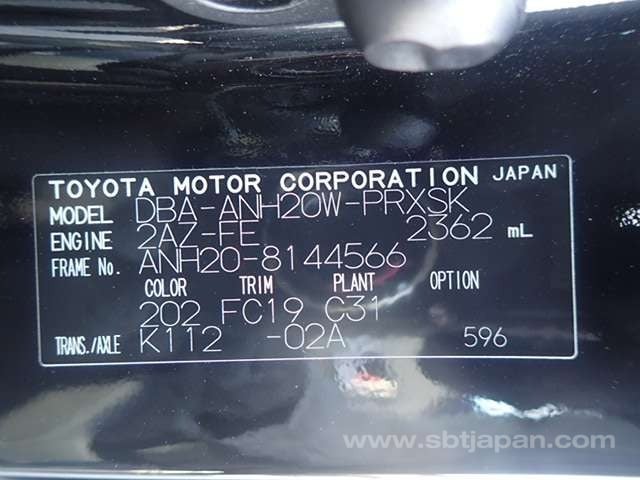 TOYOTA MOTOR CORPORATION JAPAN
MODEL DBA-ANH20W-PRXSK
ENGINE 2AZ-FE 2362 mL
FRAME No. ANH20-8144566
COLOR TRIM PLANT OPTION
202 FC19 C31
TRANS./AXLE K112 -02A 596
www.sbtjapan.com